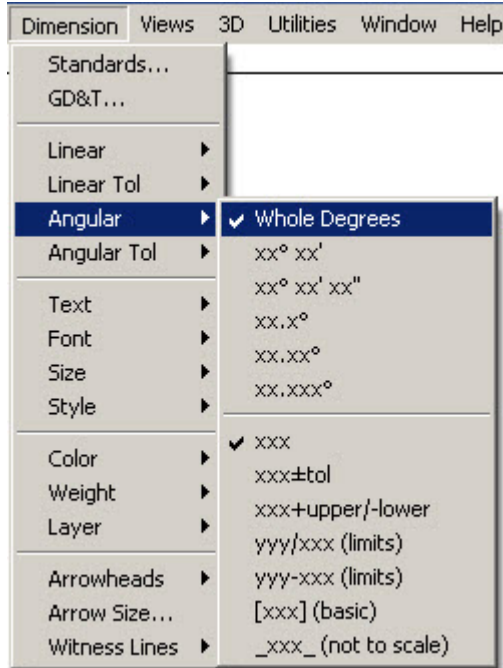 Dimension Views 3D Utilities Window Help
Standards...
GD&T...
Linear
Linear Tol
Angular
Angular Tol
Text
Font
Size
Style
Color
Weight
Layer
Arrowheads
Arrow Size...
Witness Lines
Whole Degrees
xx° xx'
xx° xx' xx"
xx.x°
xx.xx°
xx.xxx°
xxx
xxx±tol
xxx+upper/-lower
yyy/xxx (limits)
yyy-xxx (limits)
[xxx] (basic)
_xxx_ (not to scale)